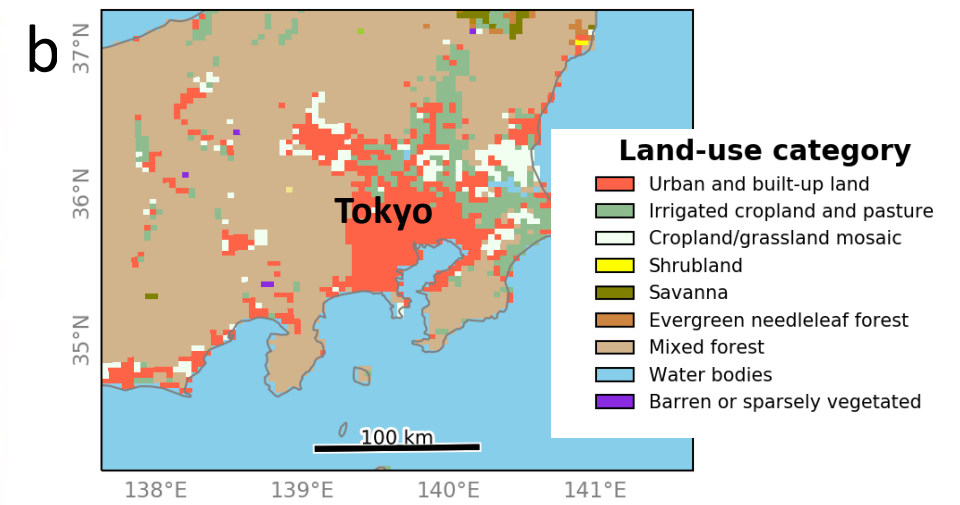 b
37°N
36°N
35°N
Tokyo
100 km
138°E 139°E 140°E 141°E
Land-use category
Urban and built-up land
Irrigated cropland and pasture
Cropland/grassland mosaic
Shrubland
Savanna
Evergreen needleleaf forest
Mixed forest
Water bodies
Barren or sparsely vegetated